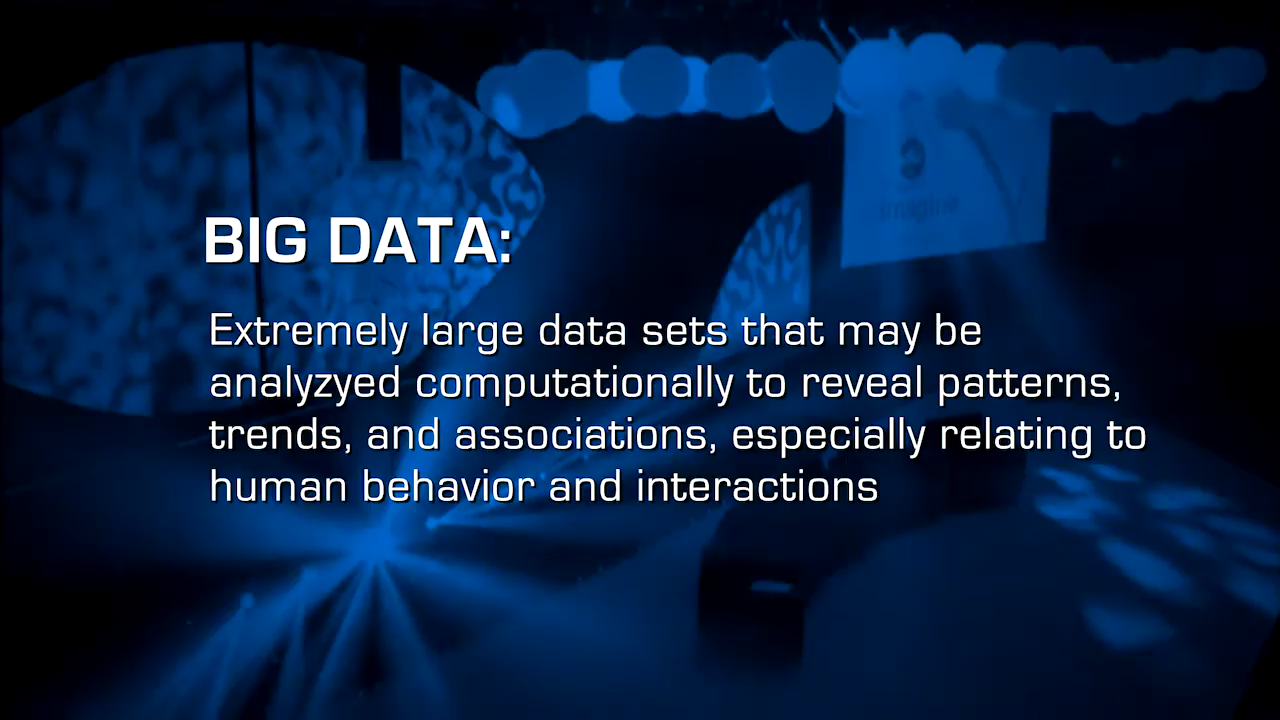 BIG DATA:
Extremely large data sets that may be
analyzyed computationally to reveal patterns,
trends, and associations, especially relating to
human behavior and interactions
imagine